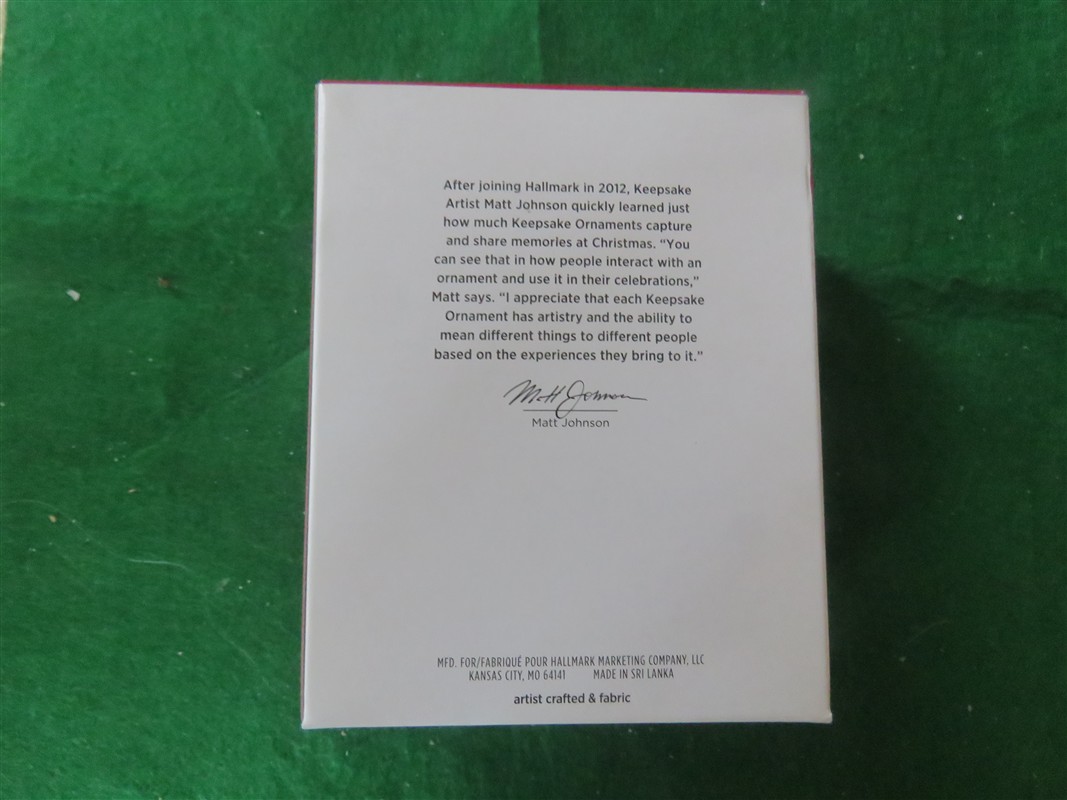 After joining Hallmark in 2012, Keepsake
Artist Matt Johnson quickly learned just
how much Keepsake Ornaments capture
and share memories at Christmas. “You
can see that in how people interact with an
ornament and use it in their celebrations,”
Matt says. “I appreciate that each Keepsake
Ornament has artistry and the ability to
mean different things to different people
based on the experiences they bring to it.”
Matt Johnson
Matt Johnson
MFD. FOR/FABRIQUÉ POUR HALLMARK MARKETING COMPANY, LLC
KANSAS CITY, MO 64141 MADE IN SRI LANKA
artist crafted & fabric